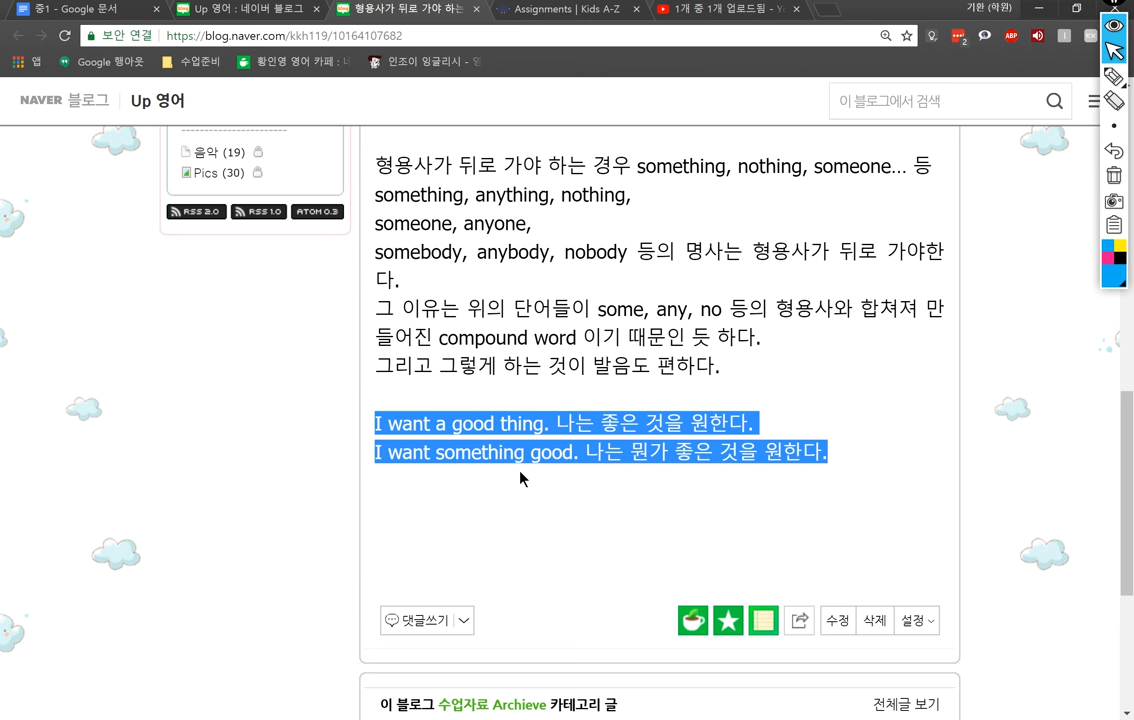 중1 - Google 문서
Up 영어 : 네이버 블로그
형용사가 뒤로 가야 하는
Assignments | Kids A-Z
1개 중 1개 업로드됨 -
기환 (학원)
보안 연결
https://blog.naver.com/kkh119/10164107682
2
ABP
앱
Google 행아웃
수업준비
황인영 영어 카페 :
인조이 잉글리시 -
NAVER 블로그
Up 영어
이 블로그에서 검색
음악 (19)
Pics (30)
RSS 2.0
RSS 1.0
ATOM 0.3
형용사가 뒤로 가야 하는 경우 something, nothing, someone... 등
something, anything, nothing,
someone, anyone,
somebody, anybody, nobody 등의 명사는 형용사가 뒤로 가야한
다.
그 이유는 위의 단어들이 some, any, no 등의 형용사와 합쳐져 만
들어진 compound word 이기 때문인 듯 하다.
그리고 그렇게 하는 것이 발음도 편하다.
I want a good thing. 나는 좋은 것을 원한다.
I want something good. 나는 뭔가 좋은 것을 원한다.
댓글쓰기
수정
삭제
설정
이 블로그 수업자료 Archieve 카테고리 글
전체글 보기